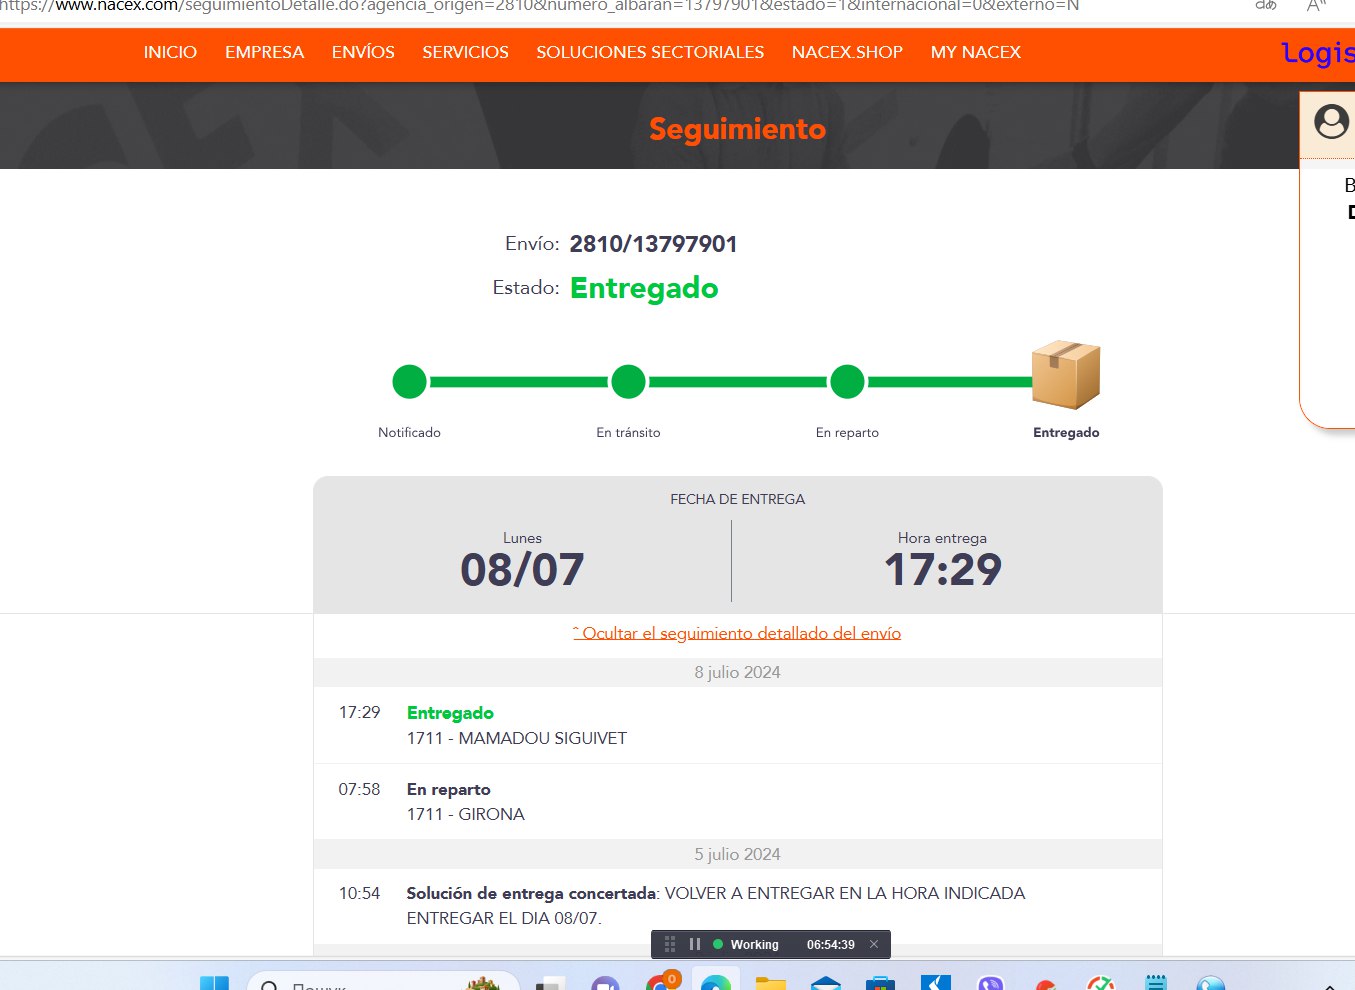 https://www.nacex.com/seguimientoDetalle.do?agencia_origen=2810&numero_albaran=13797901&estado=1&internacional=0&externo=N
INICIO EMPRESA ENVÍOS SERVICIOS SOLUCIONES SECTORIALES NACEX.SHOP MY NACEX
logis
Seguimiento
B
Envío: 2810/13797901
Estado: Entregado
Notificado En tránsito En reparto Entregado
FECHA DE ENTREGA
Lunes Hora entrega
08/07 17:29
ˆ Ocultar el seguimiento detallado del envío
8 julio 2024
17:29 Entregado
1711 - MAMADOU SIGUIVET
07:58 En reparto
1711 - GIRONA
5 julio 2024
10:54 Solución de entrega concertada: VOLVER A ENTREGAR EN LA HORA INDICADA
ENTREGAR EL DIA 08/07.
Working 06:54:39
0
Пошук